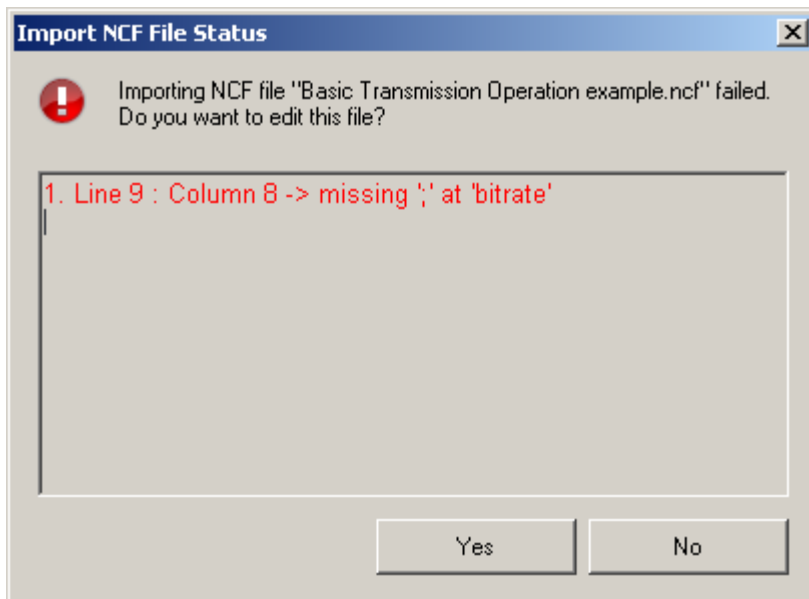 Import NCF File Status
Importing NCF file "Basic Transmission Operation example.ncf" failed.
Do you want to edit this file?
1. Line 9 : Column 8 -> missing ';' at 'bitrate'
Yes
No